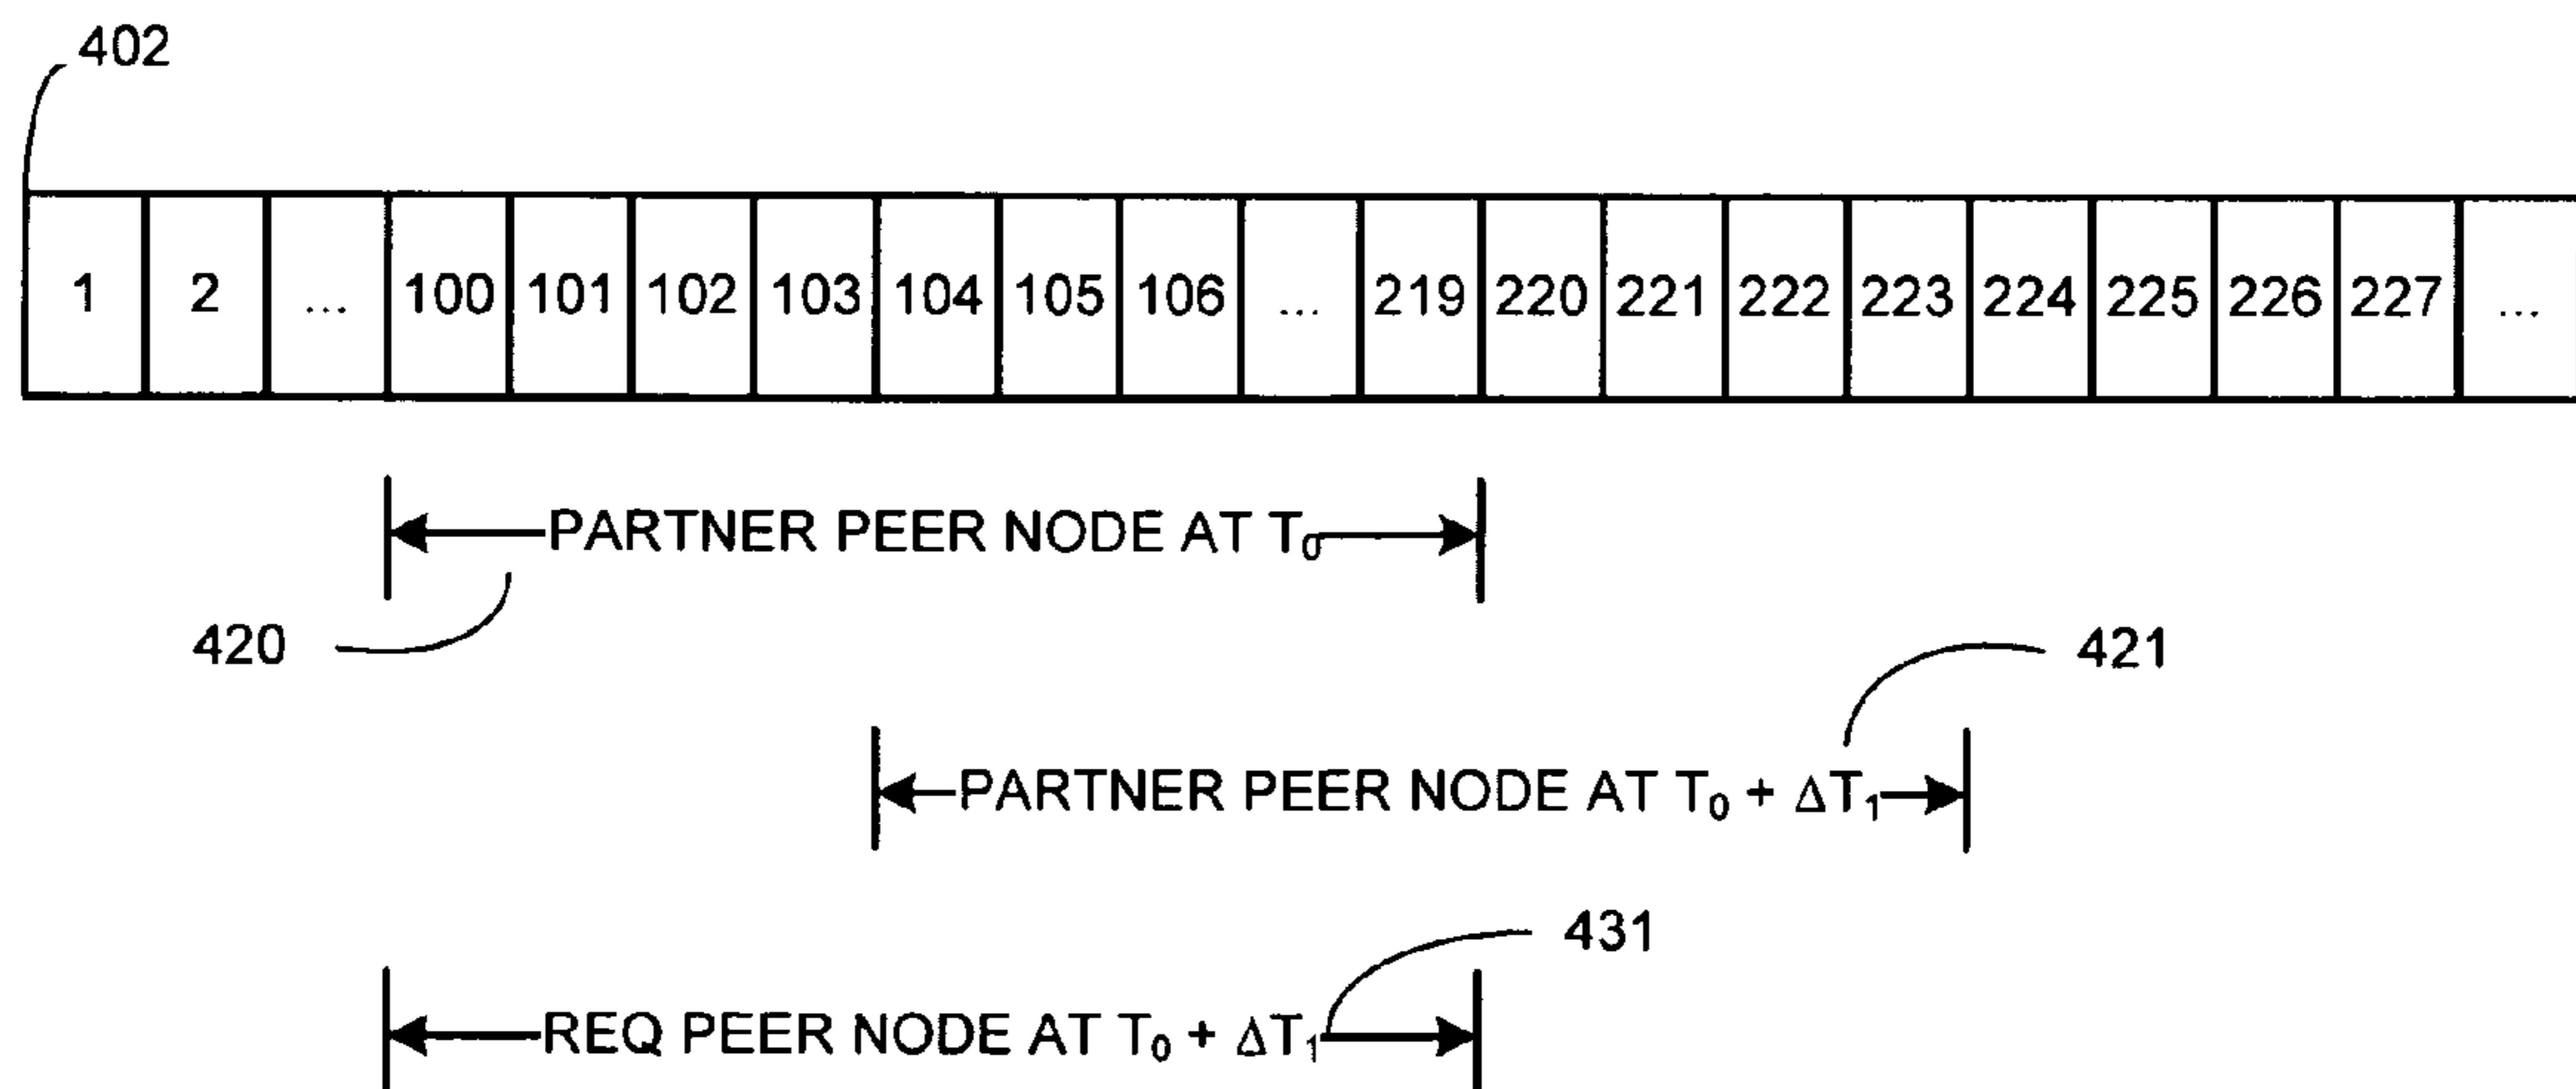 402
1 2 ... 100 101 102 103 104 105 106 ... 219 220 221 222 223 224 225 226 227 ...
PARTNER PEER NODE AT T₀
420
421
PARTNER PEER NODE AT T₀ + ΔT₁
431
REQ PEER NODE AT T₀ + ΔT₁